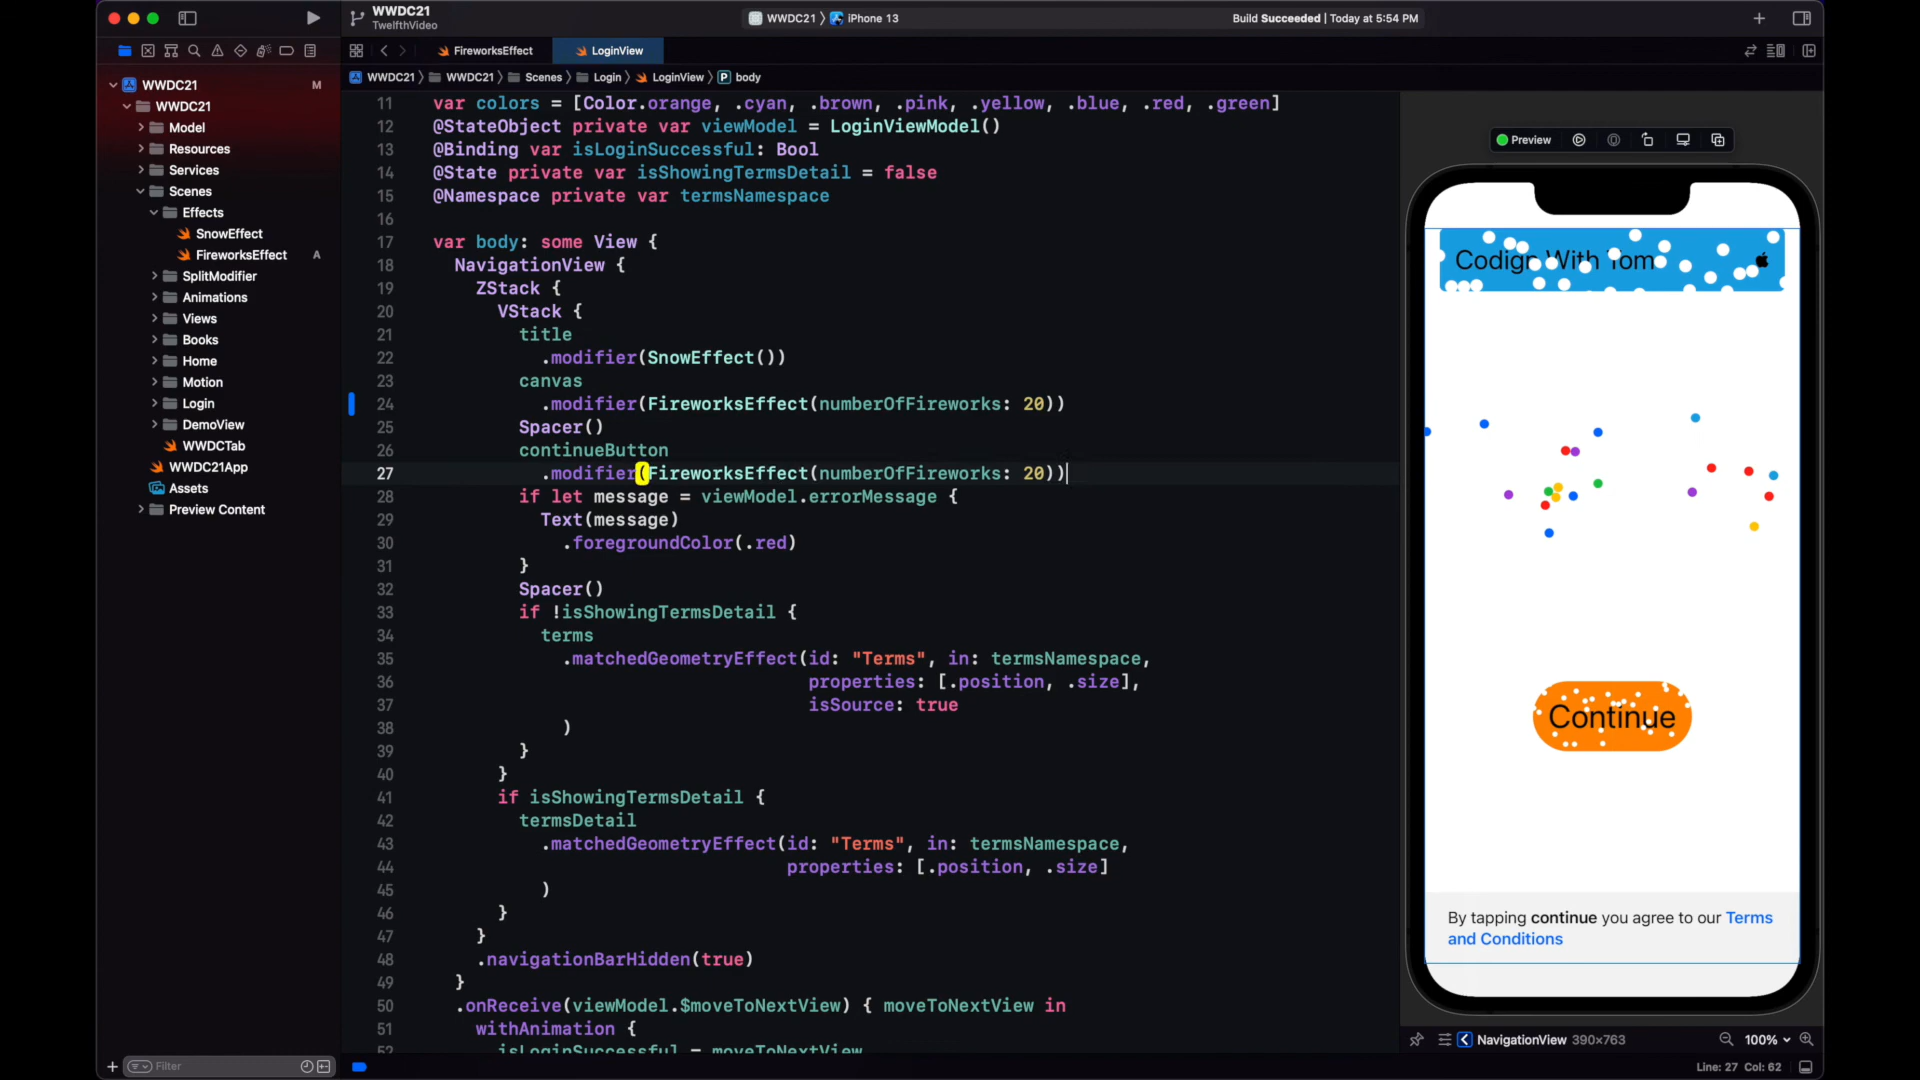 WWDC21
TwelfthVideo
WWDC21 iPhone 13
Build Succeeded | Today at 5:54 PM
FireworksEffect
LoginView
WWDC21 WWDC21 Scenes Login LoginView P body
WWDC21 M
WWDC21
Model
Resources
Services
Scenes
Effects
SnowEffect
FireworksEffect A
SplitModifier
Animations
Views
Books
Home
Motion
Login
DemoView
WWDCTab
WWDC21App
Assets
Preview Content
Filter
11 var colors = [Color.orange, .cyan, .brown, .pink, .yellow, .blue, .red, .green]
12 @StateObject private var viewModel = LoginViewModel()
13 @Binding var isLoginSuccessful: Bool
14 @State private var isShowingTermsDetail = false
15 @Namespace private var termsNamespace
16
17 var body: some View {
18 NavigationView {
19 ZStack {
20 VStack {
21 title
22 .modifier(SnowEffect())
23 canvas
24 .modifier(FireworksEffect(numberOfFireworks: 20))
25 Spacer()
26 continueButton
27 .modifier(FireworksEffect(numberOfFireworks: 20))
28 if let message = viewModel.errorMessage {
29 Text(message)
30 .foregroundColor(.red)
31 }
32 Spacer()
33 if !isShowingTermsDetail {
34 terms
35 .matchedGeometryEffect(id: "Terms", in: termsNamespace,
36 properties: [.position, .size],
37 isSource: true
38 )
39 }
40 }
41 if isShowingTermsDetail {
42 termsDetail
43 .matchedGeometryEffect(id: "Terms", in: termsNamespace,
44 properties: [.position, .size]
45 )
46 }
47 }
48 .navigationBarHidden(true)
49 }
50 .onReceive(viewModel.$moveToNextView) { moveToNextView in
51 withAnimation {
52 isLoginSuccessful = moveToNextView
Preview
Codign With Tom
Continue
By tapping continue you agree to our Terms
and Conditions
NavigationView 390×763
100%
Line: 27 Col: 62